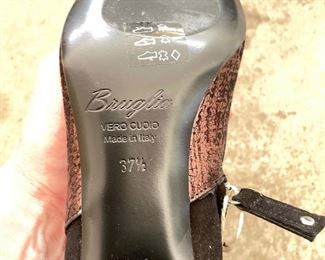 Bruglia
VERO CUOIO
Made in Italy
37½